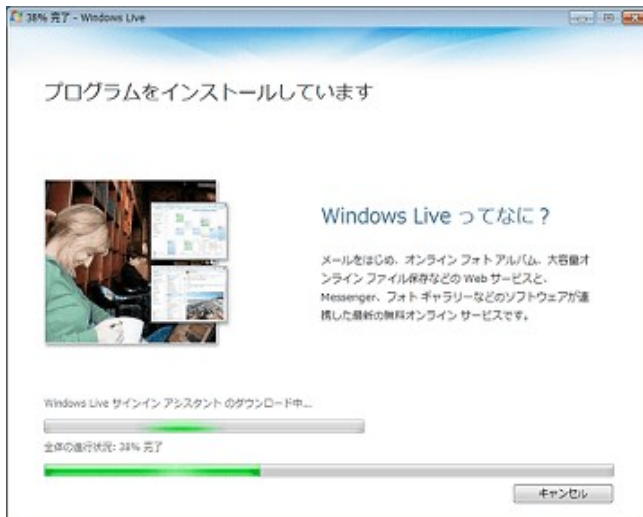 38% 完了 - Windows Live
プログラムをインストールしています
Windows Live ってなに？
メールをはじめ、オンライン フォト アルバム、大容量オ
ンライン ファイル保存などの Web サービスと、
Messenger、フォト ギャラリーなどのソフトウェアが連
携した最新の無料オンライン サービスです。
Windows Live サインイン アシスタント のダウンロード中...
全体の進行状況: 38% 完了
キャンセル